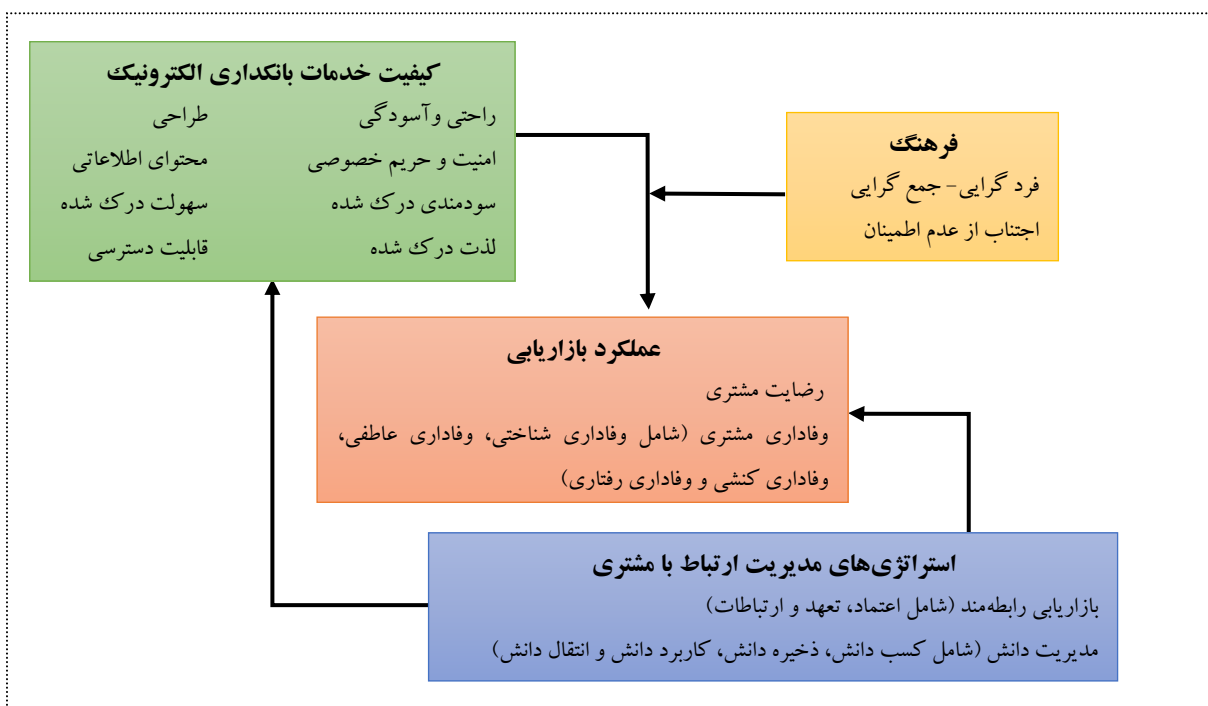 کیفیت خدمات بانکداری الکترونیک
راحتی و آسودگی طراحی
امنیت و حریم خصوصی محتوای اطلاعاتی
سودمندی درک شده سهولت درک شده
لذت درک شده قابلیت دسترسی
فرهنگ
فرد گرایی- جمع گرایی
اجتناب از عدم اطمینان
عملکرد بازاریابی
رضایت مشتری
وفاداری مشتری (شامل وفاداری شناختی، وفاداری عاطفی،
وفاداری کنشی و وفاداری رفتاری)
استراتژی‌های مدیریت ارتباط با مشتری
بازاریابی رابطه‌مند (شامل اعتماد، تعهد و ارتباطات)
مدیریت دانش (شامل کسب دانش، ذخیره دانش، کاربرد دانش و انتقال دانش)